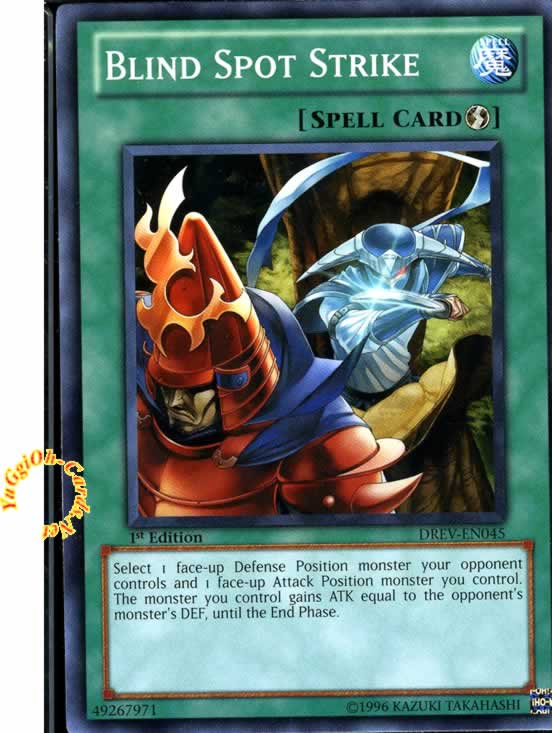 BLIND SPOT STRIKE
SPELL
魔
[SPELL CARD ]
YuGgiOh-Cards.Net
1st Edition
DREV-EN045
Select 1 face-up Defense Position monster your opponent
controls and 1 face-up Attack Position monster you control.
The monster you control gains ATK equal to the opponent's
monster's DEF, until the End Phase.
49267971
©1996 KAZUKI TAKAHASHI